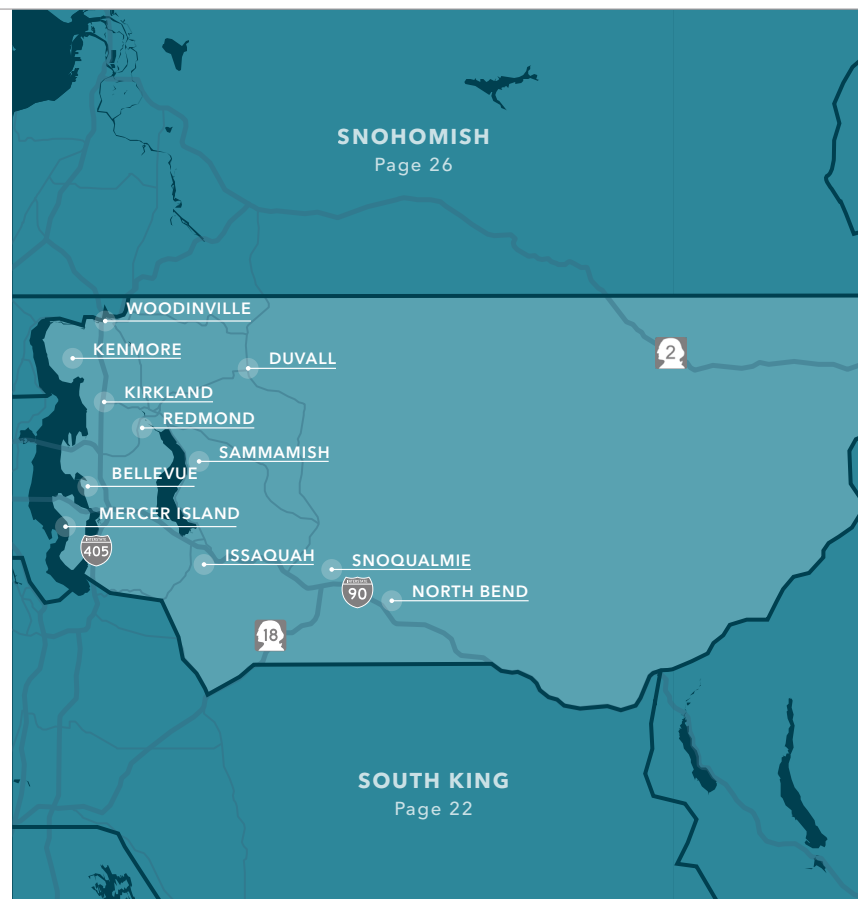 SNOHOMISH
Page 26
WOODINVILLE
KENMORE
2
DUVALL
KIRKLAND
REDMOND
SAMMAMISH
BELLEVUE
MERCER ISLAND
405
ISSAQUAH
SNOQUALMIE
90
NORTH BEND
18
SOUTH KING
Page 22